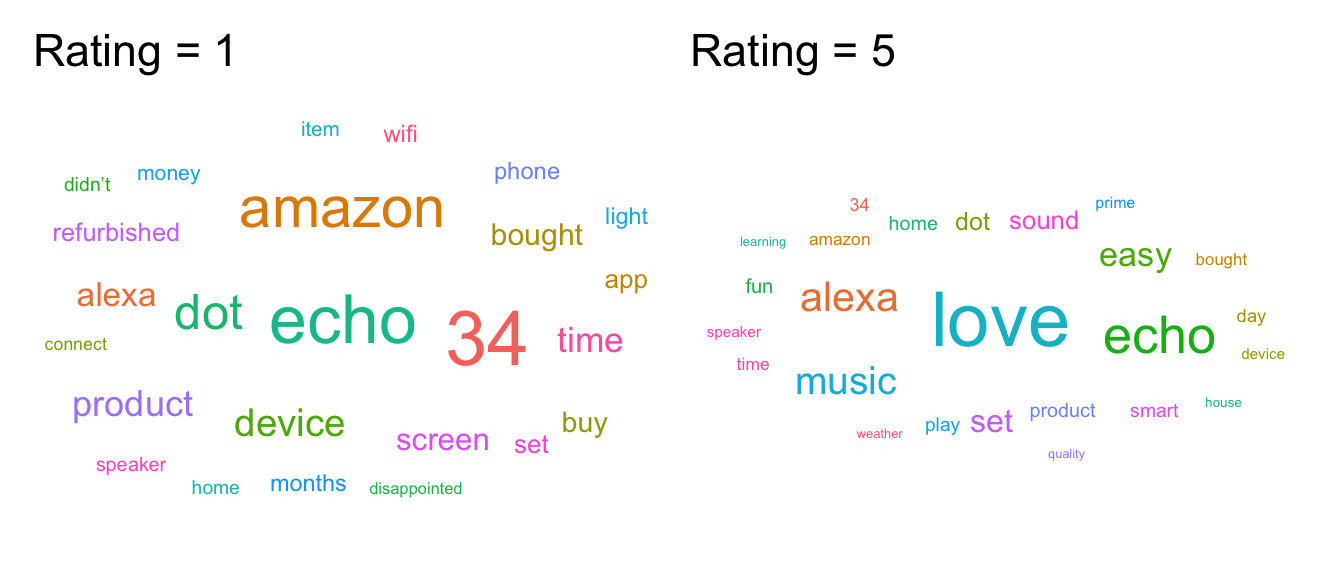 Rating = 1
item wifi
didn't money phone
refurbished amazon bought light
alexa dot echo 34 time app
connect
product device screen set buy
speaker home months disappointed
Rating = 5
34 home dot sound prime
learning amazon easy bought
fun alexa love echo day
speaker device
time music
weather play set product smart house
quality